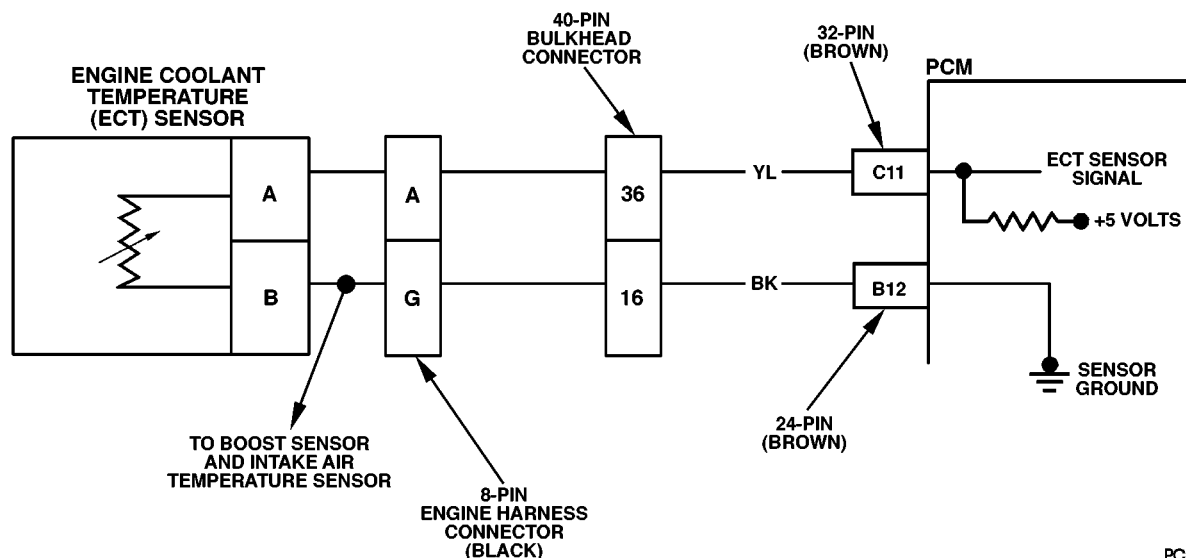 40-PIN
BULKHEAD
CONNECTOR
32-PIN
(BROWN)
PCM
ENGINE COOLANT
TEMPERATURE
(ECT) SENSOR
A
A
36
YL
C11
ECT SENSOR
SIGNAL
+5 VOLTS
B
G
16
BK
B12
SENSOR
GROUND
24-PIN
(BROWN)
TO BOOST SENSOR
AND INTAKE AIR
TEMPERATURE SENSOR
8-PIN
ENGINE HARNESS
CONNECTOR
(BLACK)
PC